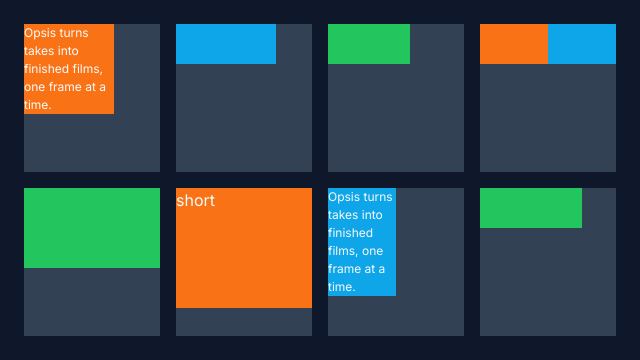 Opsis turns
takes into
finished films,
one frame at a
time.
short
Opsis turns
takes into
finished
films, one
frame at a
time.